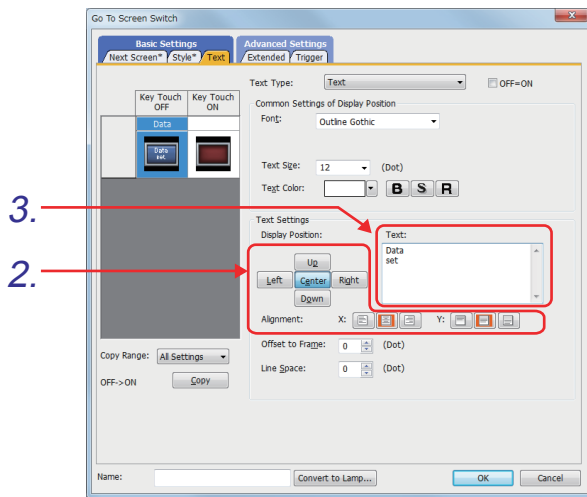 Go To Screen Switch
Basic Settings Advanced Settings
Next Screen* Style* Text Extended Trigger
Text Type: Text OFF=ON
Key Touch OFF Key Touch ON
Common Settings of Display Position
Data
Font: Outline Gothic
Data
set
Text Size: 12 (Dot)
Text Color: B S R
3.
Text Settings
Display Position: Text:
Data
set
Up
2.
Left Center Right
Down
Alignment: X: Y:
Copy Range: All Settings
Offset to Frame: 0 (Dot)
OFF->ON Copy
Line Space: 0 (Dot)
Name: Convert to Lamp... OK Cancel